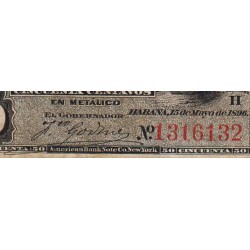 CINCUENTA CENTAVOS
EN METÁLICO H
HABANA, 15 de Mayo de 1896.
EL GOBERNADOR
Nº 1316132
50 American Bank Note Co. New York 50 CINCUENTA 50